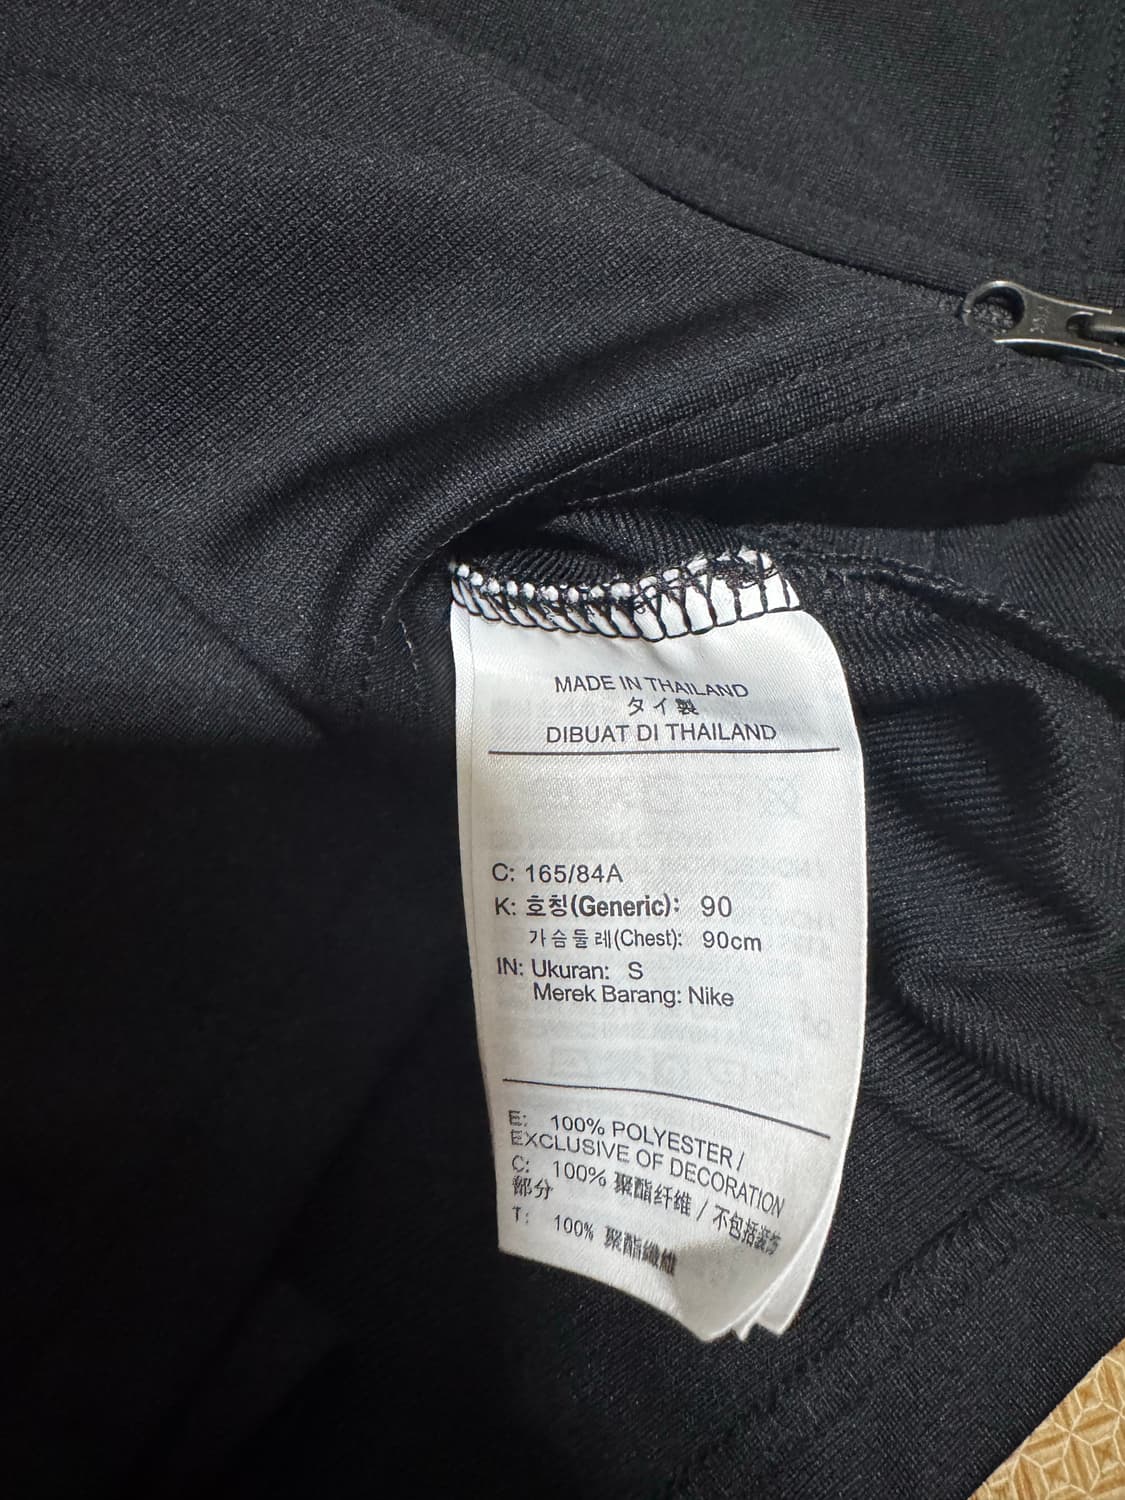 MADE IN THAILAND
タイ製
DIBUAT DI THAILAND
C: 165/84A
K: 호칭(Generic): 90
가슴둘레(Chest): 90cm
IN: Ukuran: S
Merek Barang: Nike
E: 100% POLYESTER/
EXCLUSIVE OF DECORATION
C: 100% 聚酯纤维 / 不包括装饰
部分
T: 100% 聚酯纖維